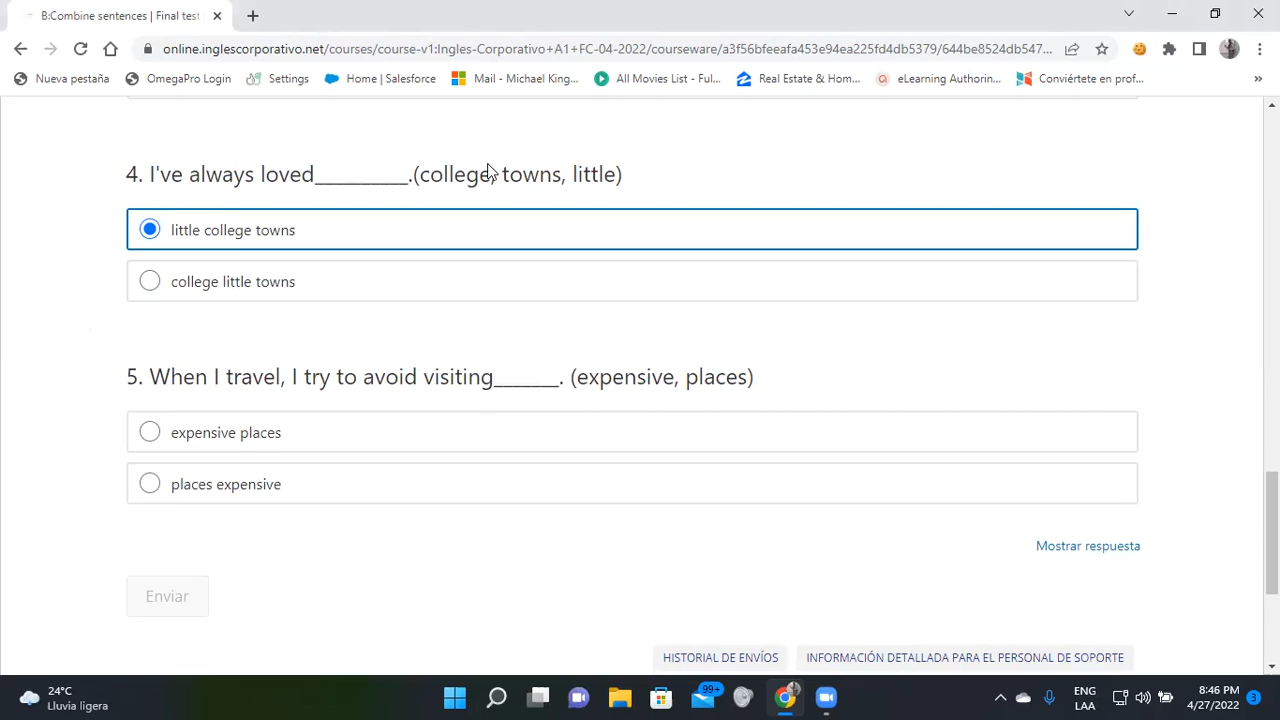 B:Combine sentences | Final test
online.inglescorporativo.net/courses/course-v1:Ingles-Corporativo+A1+FC-04-2022/courseware/a3f56bfeeafa453e94ea225fd4db5379/644be8524db547...
Nueva pestaña OmegaPro Login Settings Home | Salesforce Mail - Michael King... All Movies List - Ful... Real Estate & Hom... eLearning Authorin... Conviértete en prof... »
4. I've always loved__________.(college, towns, little)
little college towns
college little towns
5. When I travel, I try to avoid visiting_______. (expensive, places)
expensive places
places expensive
Mostrar respuesta
Enviar
HISTORIAL DE ENVÍOS INFORMACIÓN DETALLADA PARA EL PERSONAL DE SOPORTE
24°C 99+ ENG 8:46 PM
Lluvia ligera LAA 4/27/2022 3